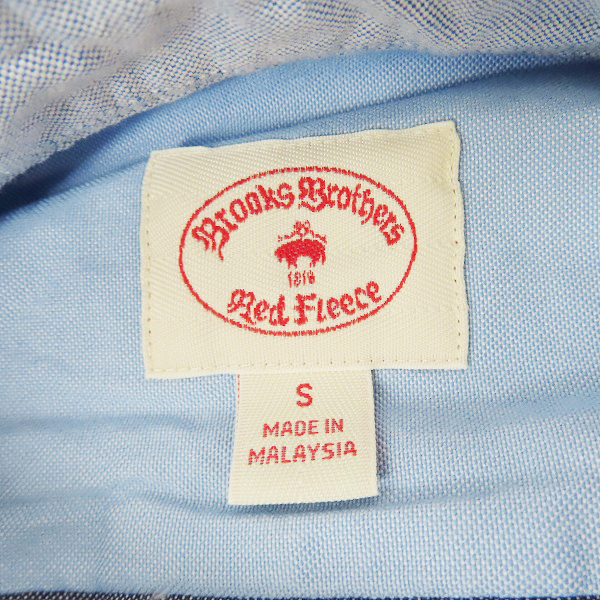 Brooks Brothers
1818
Red Fleece
S
MADE IN
MALAYSIA